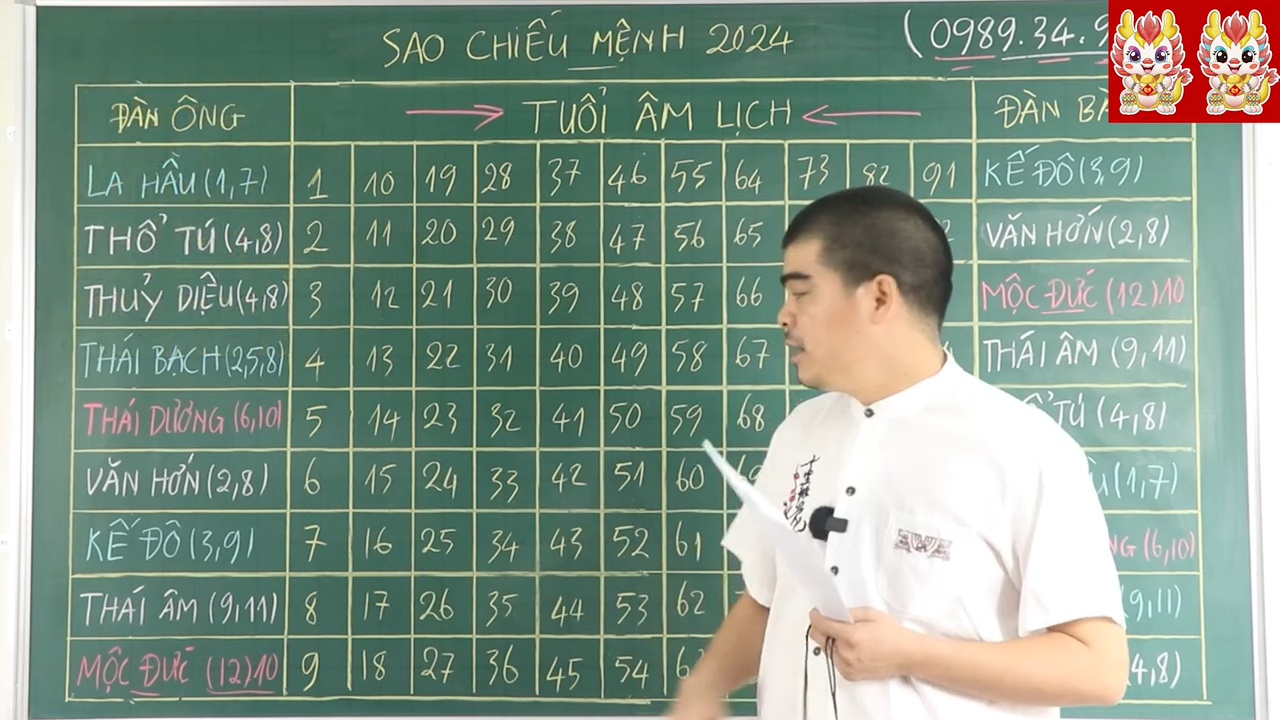 SAO CHIẾU MỆNH 2024
(0989.34.9
ĐÀN ÔNG TUỔI ÂM LỊCH ĐÀN BÀ
LA HẦU (1,7) 1 10 19 28 37 46 55 64 73 82 91 KẾ ĐÔ (3,9)
THỔ TÚ (4,8) 2 11 20 29 38 47 56 65 VĂN HỚN (2,8)
THUỶ DIỆU (4,8) 3 12 21 30 39 48 57 66 MỘC ĐỨC (12) 10
THÁI BẠCH (2,5,8) 4 13 22 31 40 49 58 67 THÁI ÂM (9,11)
THÁI DƯƠNG (6,10) 5 14 23 32 41 50 59 68 TÚ (4,8)
VĂN HỚN (2,8) 6 15 24 33 42 51 60 (1,7)
KẾ ĐÔ (3,9) 7 16 25 34 43 52 61 NG (6,10)
THÁI ÂM (9,11) 8 17 26 35 44 53 62 (9,11)
MỘC ĐỨC (12) 10 9 18 27 36 45 54 (4,8)